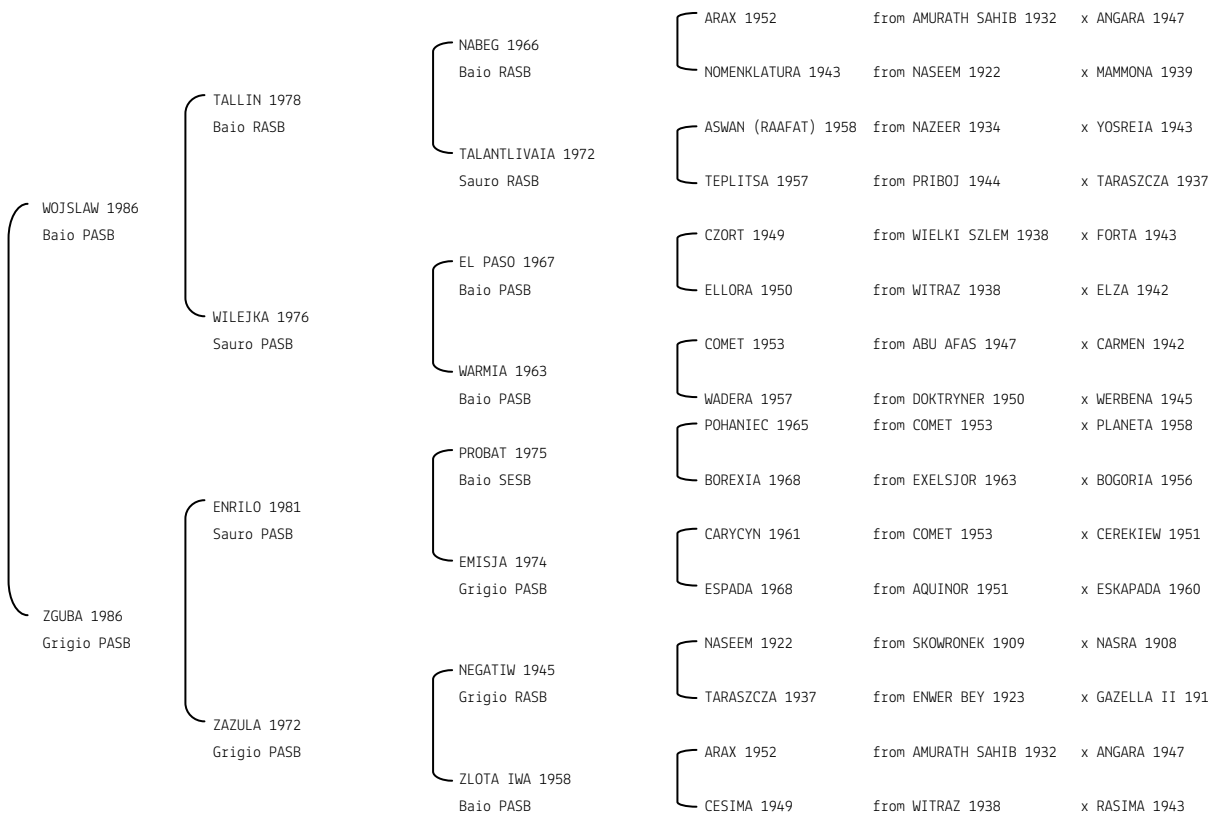 ARAX 1952 from AMURATH SAHIB 1932 x ANGARA 1947
NABEG 1966
Baio RASB
NOMENKLATURA 1943 from NASEEM 1922 x MAMMONA 1939
TALLIN 1978
Baio RASB
ASWAN (RAAFAT) 1958 from NAZEER 1934 x YOSREIA 1943
TALANTLIVAIA 1972
Sauro RASB
TEPLITSA 1957 from PRIBOJ 1944 x TARASZCZA 1937
WOJSLAW 1986
Baio PASB
CZORT 1949 from WIELKI SZLEM 1938 x FORTA 1943
EL PASO 1967
Baio PASB
ELLORA 1950 from WITRAZ 1938 x ELZA 1942
WILEJKA 1976
Sauro PASB
COMET 1953 from ABU AFAS 1947 x CARMEN 1942
WARMIA 1963
Baio PASB
WADERA 1957 from DOKTRYNER 1950 x WERBENA 1945
POHANIEC 1965 from COMET 1953 x PLANETA 1958
PROBAT 1975
Baio SESB
BOREXIA 1968 from EXELSJOR 1963 x BOGORIA 1956
ENRILO 1981
Sauro PASB
CARYCYN 1961 from COMET 1953 x CEREKIEW 1951
EMISJA 1974
Grigio PASB
ESPADA 1968 from AQUINOR 1951 x ESKAPADA 1960
ZGUBA 1986
Grigio PASB
NASEEM 1922 from SKOWRONEK 1909 x NASRA 1908
NEGATIW 1945
Grigio RASB
TARASZCZA 1937 from ENWER BEY 1923 x GAZELLA II 191
ZAZULA 1972
Grigio PASB
ARAX 1952 from AMURATH SAHIB 1932 x ANGARA 1947
ZLOTA IWA 1958
Baio PASB
CESIMA 1949 from WITRAZ 1938 x RASIMA 1943